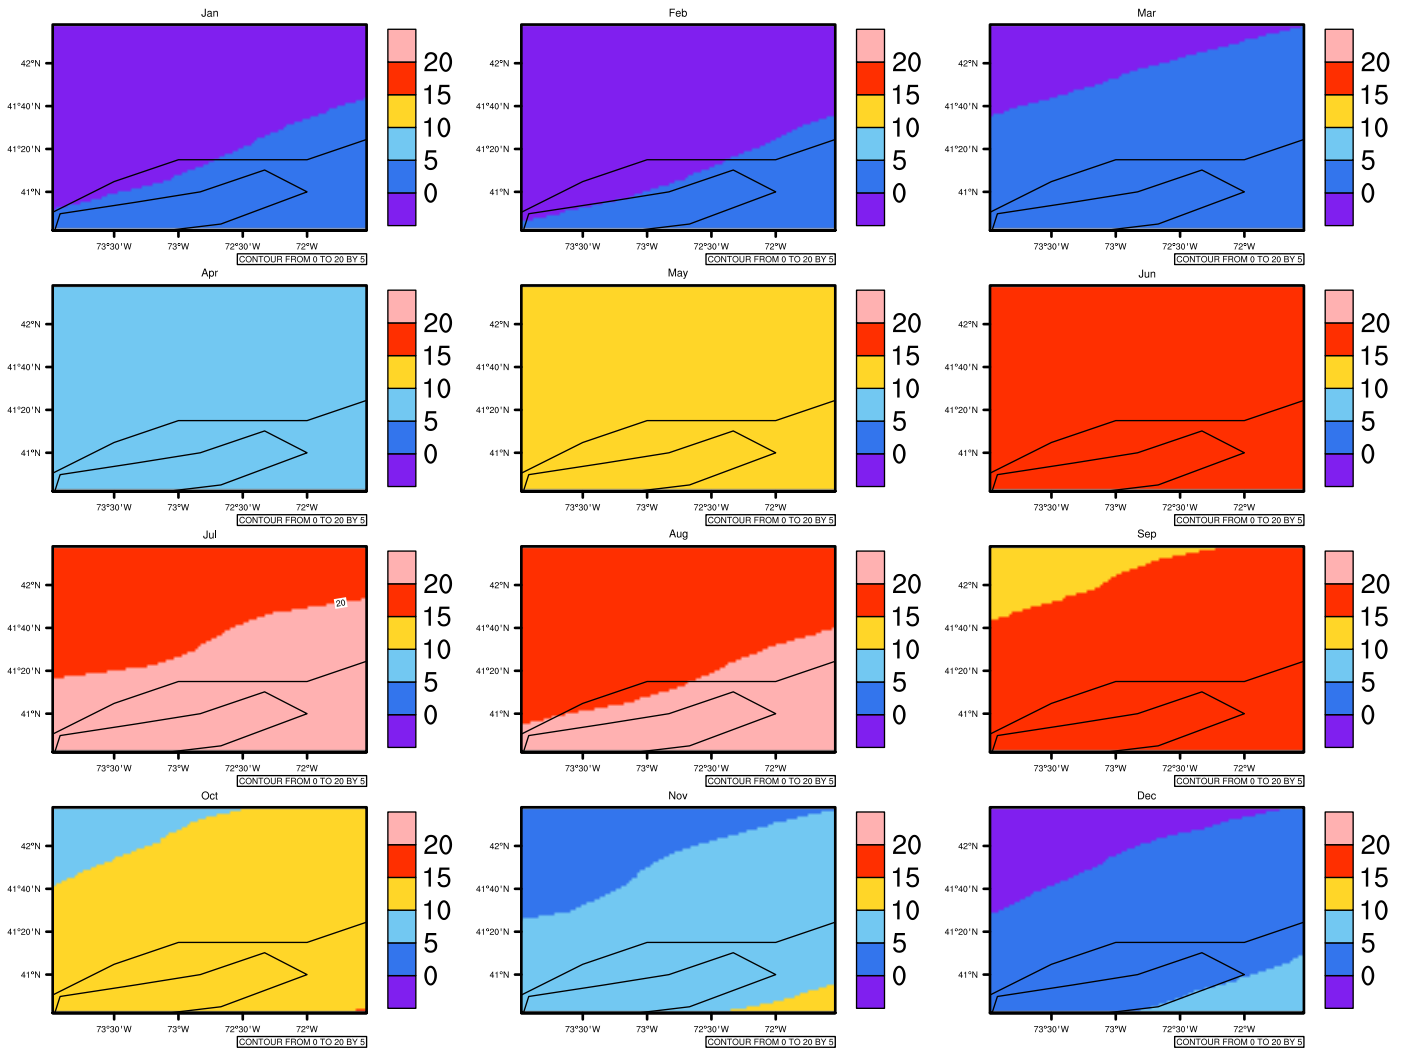 Jan Feb Mar
42°N 20 42°N 20 42°N 20
41°40'N 15 41°40'N 15 41°40'N 15
10 10 10
41°20'N 5 41°20'N 5 41°20'N 5
41°N 0 41°N 0 41°N 0
73°30'W 73°W 72°30'W 72°W 73°30'W 73°W 72°30'W 72°W 73°30'W 73°W 72°30'W 72°W
CONTOUR FROM 0 TO 20 BY 5 CONTOUR FROM 0 TO 20 BY 5 CONTOUR FROM 0 TO 20 BY 5
Apr May Jun
42°N 20 42°N 20 42°N 20
41°40'N 15 41°40'N 15 41°40'N 15
10 10 10
41°20'N 5 41°20'N 5 41°20'N 5
41°N 0 41°N 0 41°N 0
73°30'W 73°W 72°30'W 72°W 73°30'W 73°W 72°30'W 72°W 73°30'W 73°W 72°30'W 72°W
CONTOUR FROM 0 TO 20 BY 5 CONTOUR FROM 0 TO 20 BY 5 CONTOUR FROM 0 TO 20 BY 5
Jul Aug Sep
42°N 20 42°N 20 42°N 20
20
41°40'N 15 41°40'N 15 41°40'N 15
10 10 10
41°20'N 5 41°20'N 5 41°20'N 5
41°N 0 41°N 0 41°N 0
73°30'W 73°W 72°30'W 72°W 73°30'W 73°W 72°30'W 72°W 73°30'W 73°W 72°30'W 72°W
CONTOUR FROM 0 TO 20 BY 5 CONTOUR FROM 0 TO 20 BY 5 CONTOUR FROM 0 TO 20 BY 5
Oct Nov Dec
42°N 20 42°N 20 42°N 20
41°40'N 15 41°40'N 15 41°40'N 15
10 10 10
41°20'N 5 41°20'N 5 41°20'N 5
41°N 0 41°N 0 41°N 0
73°30'W 73°W 72°30'W 72°W 73°30'W 73°W 72°30'W 72°W 73°30'W 73°W 72°30'W 72°W
CONTOUR FROM 0 TO 20 BY 5 CONTOUR FROM 0 TO 20 BY 5 CONTOUR FROM 0 TO 20 BY 5